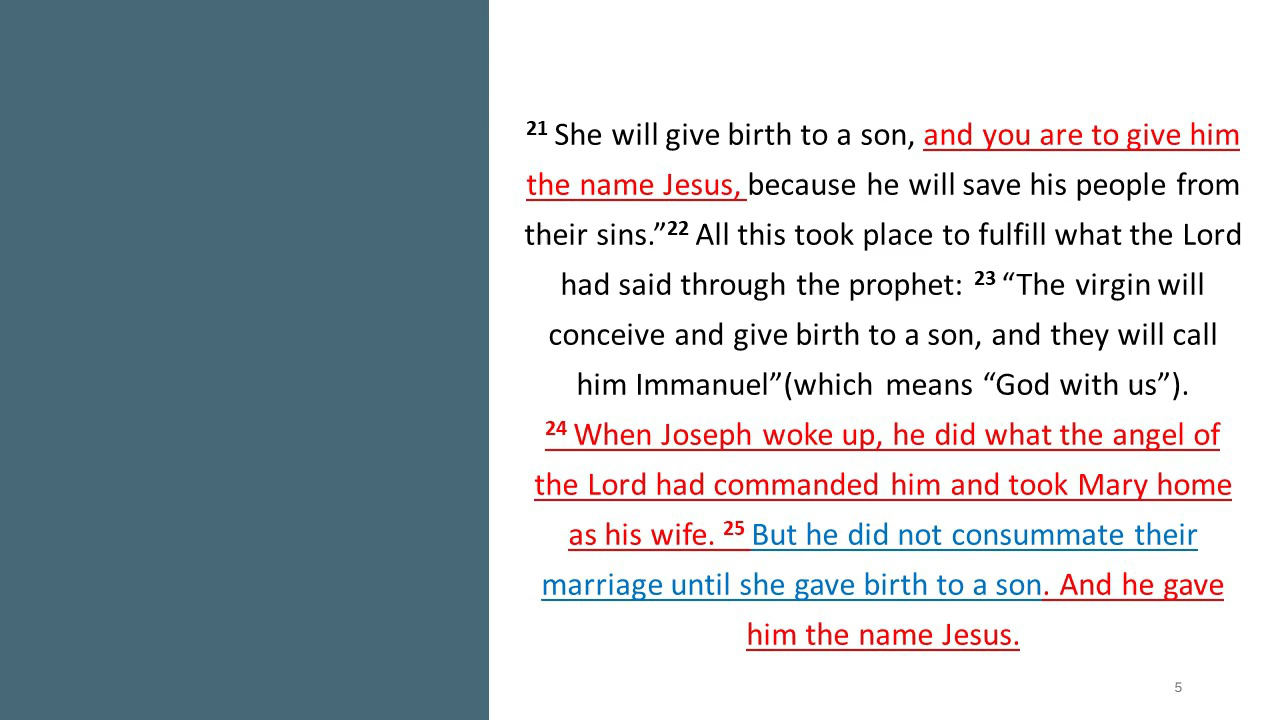 21 She will give birth to a son, and you are to give him
the name Jesus, because he will save his people from
their sins.”22 All this took place to fulfill what the Lord
had said through the prophet: 23 “The virgin will
conceive and give birth to a son, and they will call
him Immanuel”(which means “God with us”).
24 When Joseph woke up, he did what the angel of
the Lord had commanded him and took Mary home
as his wife. 25 But he did not consummate their
marriage until she gave birth to a son. And he gave
him the name Jesus.
5